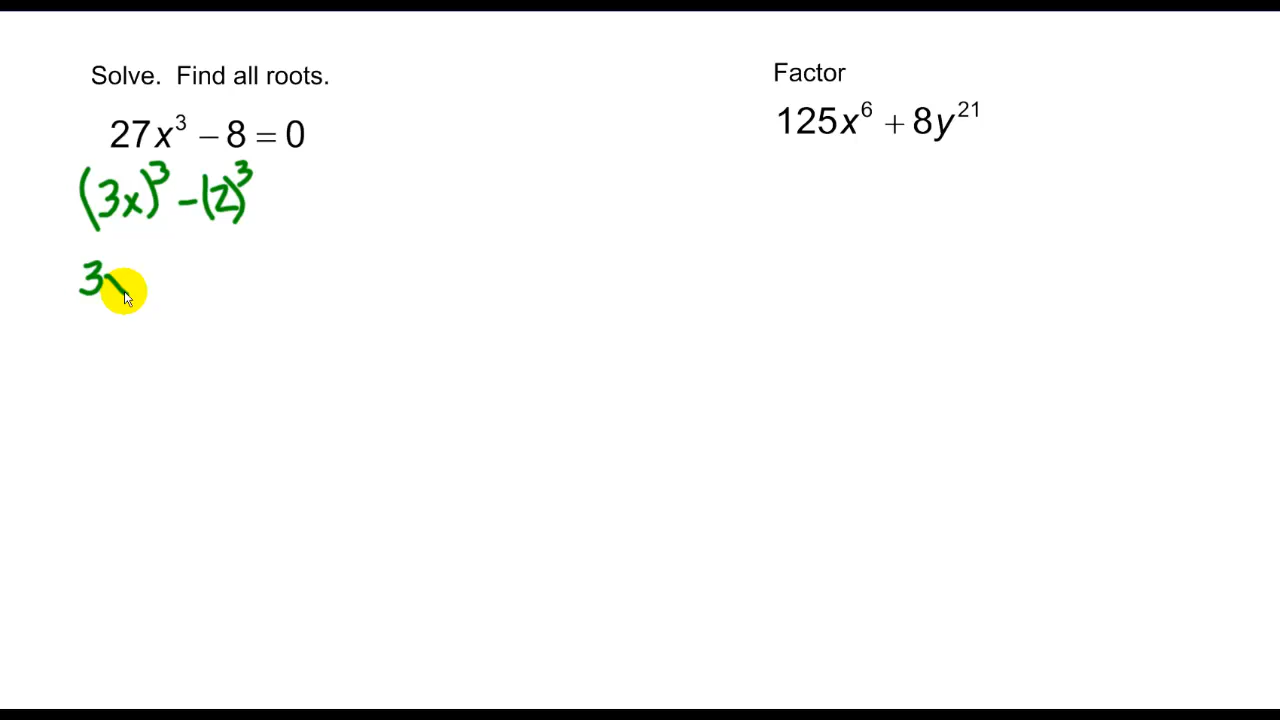 Solve. Find all roots.
27x³ – 8 = 0
(3x)³ – (2)³
3
Factor
125x⁶ + 8y²¹